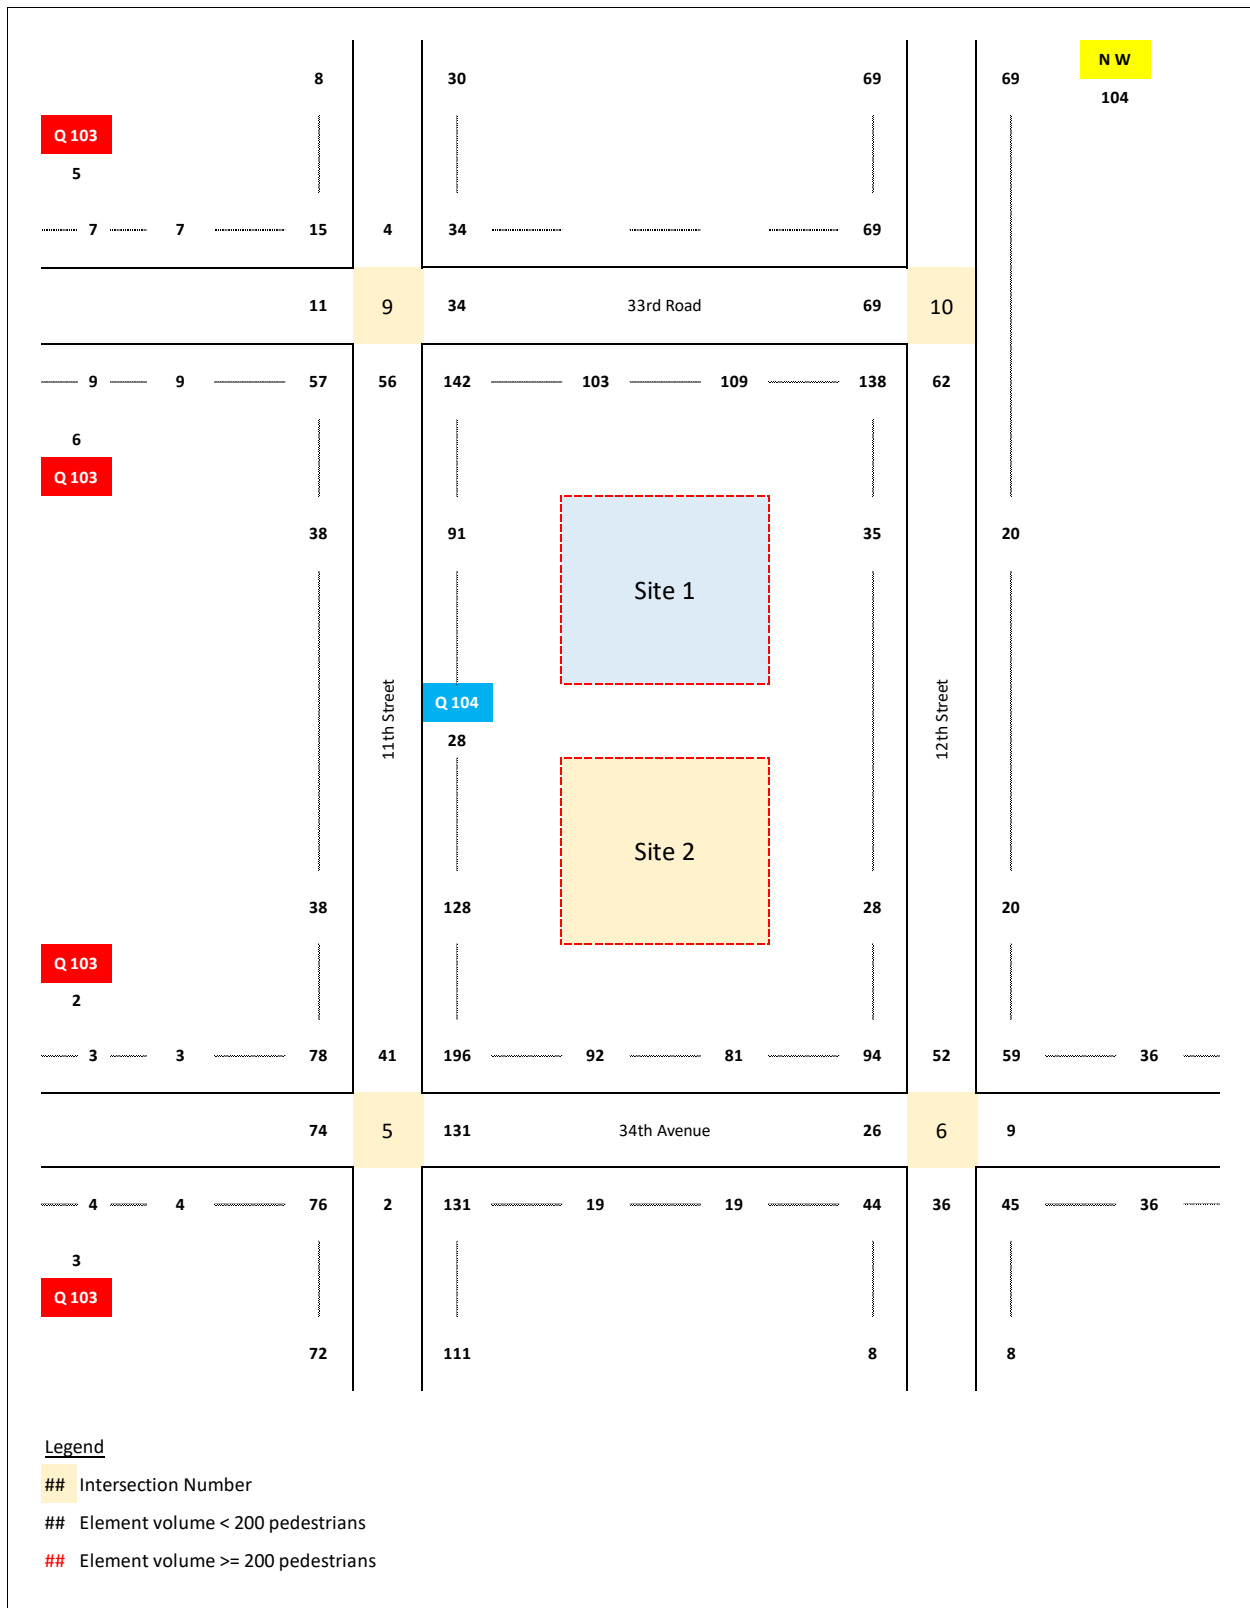 N W
8 30 69 69
104
Q 103
5
7 7 15 4 34 69
11 9 34 33rd Road 69 10
9 9 57 56 142 103 109 138 62
6
Q 103
38 91 35 20
Site 1
11th Street
12th Street
Q 104
28
Site 2
38 128 28 20
Q 103
2
3 3 78 41 196 92 81 94 52 59 36
74 5 131 34th Avenue 26 6 9
4 4 76 2 131 19 19 44 36 45 36
3
Q 103
72 111 8 8
Legend
## Intersection Number
## Element volume < 200 pedestrians
## Element volume >= 200 pedestrians